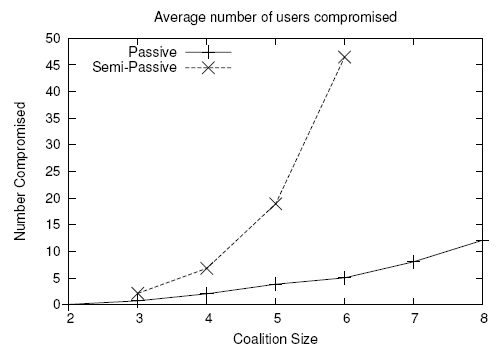 Average number of users compromised
50
45
40
35
30
25
20
15
10
5
0
Number Compromised
Passive
Semi-Passive
2 3 4 5 6 7 8
Coalition Size